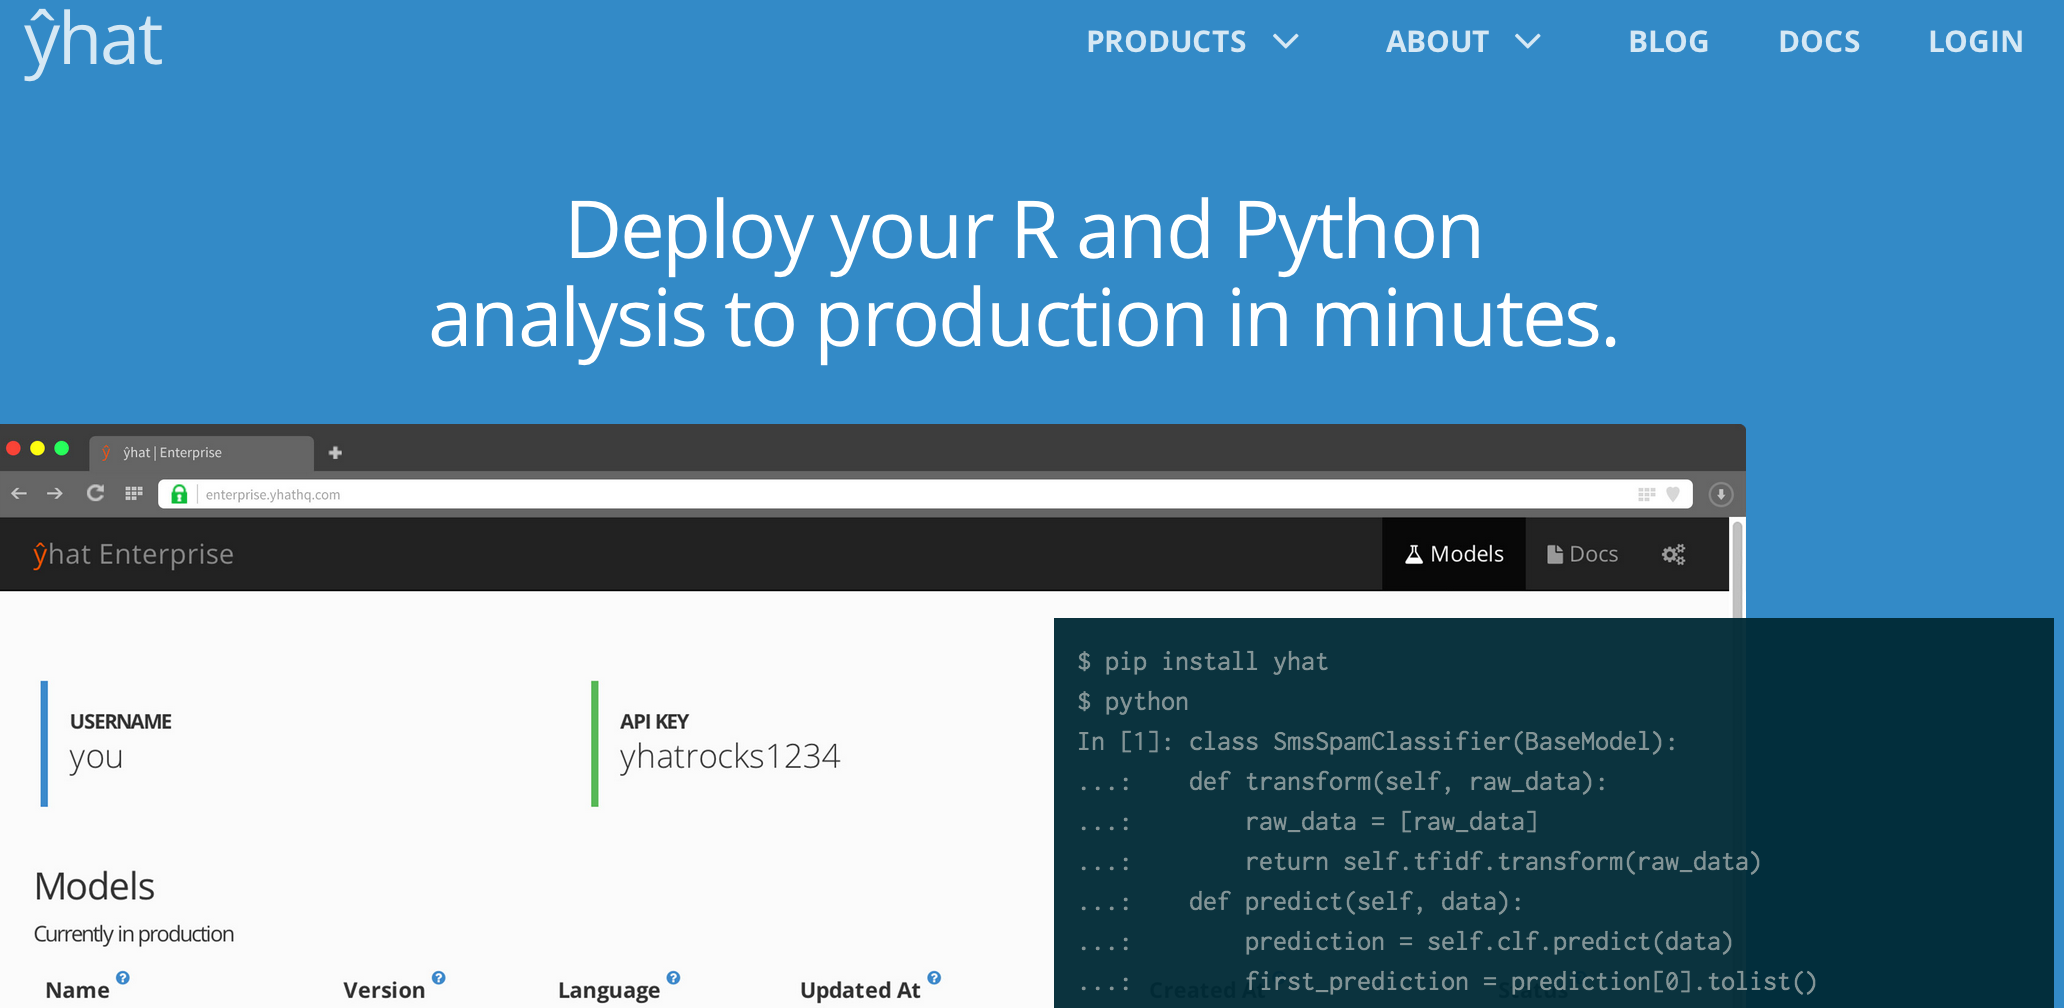 ŷhat
PRODUCTS ABOUT BLOG DOCS LOGIN
Deploy your R and Python
analysis to production in minutes.
ŷ ŷhat | Enterprise
enterprise.yhathq.com
ŷhat Enterprise
Models Docs
USERNAME
you
API KEY
yhatrocks1234
Models
Currently in production
Name ? Version ? Language ? Updated At ? Created At Status
$ pip install yhat
$ python
In [1]: class SmsSpamClassifier(BaseModel):
...:    def transform(self, raw_data):
...:        raw_data = [raw_data]
...:        return self.tfidf.transform(raw_data)
...:    def predict(self, data):
...:        prediction = self.clf.predict(data)
...:        first_prediction = prediction[0].tolist()